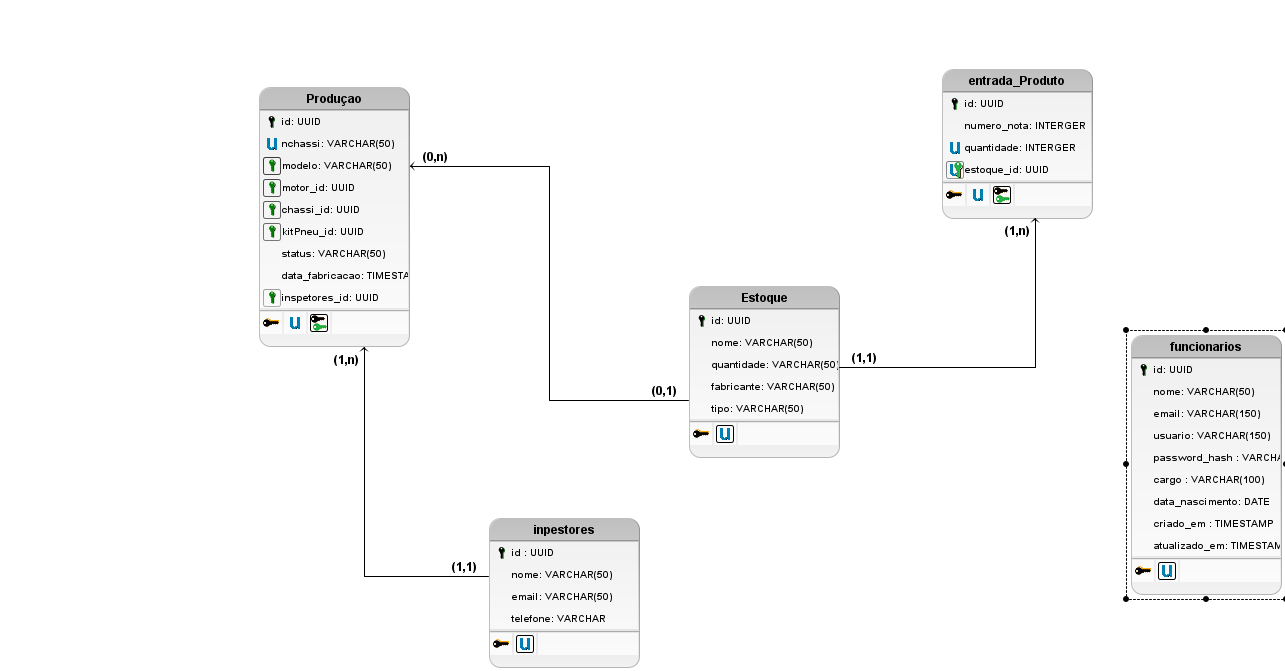 Produçao
id: UUID
nchassi: VARCHAR(50)
modelo: VARCHAR(50)
motor_id: UUID
chassi_id: UUID
kitPneu_id: UUID
status: VARCHAR(50)
data_fabricacao: TIMESTA
inspetores_id: UUID
(0,n)
(1,n)
entrada_Produto
id: UUID
numero_nota: INTERGER
quantidade: INTERGER
estoque_id: UUID
(1,n)
Estoque
id: UUID
nome: VARCHAR(50)
quantidade: VARCHAR(50)
fabricante: VARCHAR(50)
tipo: VARCHAR(50)
(0,1)
(1,1)
funcionarios
id: UUID
nome: VARCHAR(50)
email: VARCHAR(150)
usuario: VARCHAR(150)
password_hash : VARCHA
cargo : VARCHAR(100)
data_nascimento: DATE
criado_em : TIMESTAMP
atualizado_em: TIMESTAM
inpestores
id : UUID
nome: VARCHAR(50)
email: VARCHAR(50)
telefone: VARCHAR
(1,1)